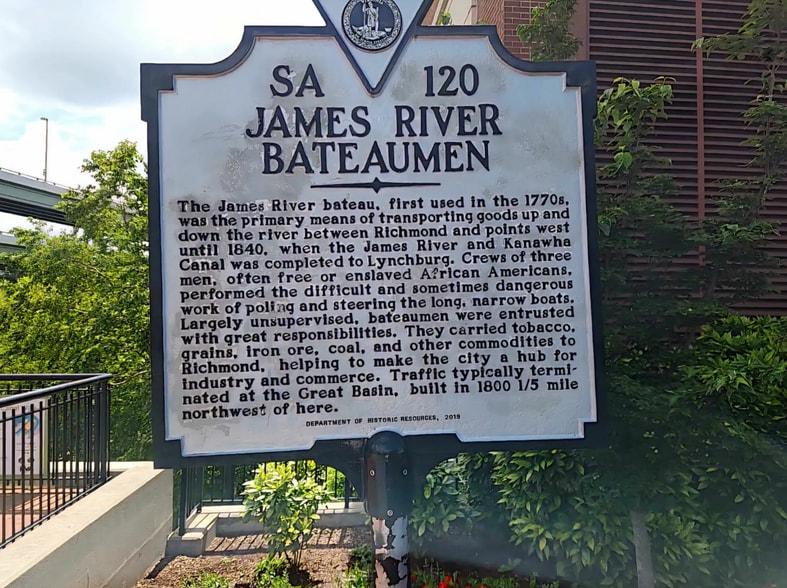 SA 120
JAMES RIVER
BATEAUMEN
The James River bateau, first used in the 1770s,
was the primary means of transporting goods up and
down the river between Richmond and points west
until 1840, when the James River and Kanawha
Canal was completed to Lynchburg. Crews of three
men, often free or enslaved African Americans,
performed the difficult and sometimes dangerous
work of poling and steering the long, narrow boats.
Largely unsupervised, bateaumen were entrusted
with great responsibilities. They carried tobacco,
grains, iron ore, coal, and other commodities to
Richmond, helping to make the city a hub for
industry and commerce. Traffic typically termi-
nated at the Great Basin, built in 1800 1/5 mile
northwest of here.
DEPARTMENT OF HISTORIC RESOURCES, 2019